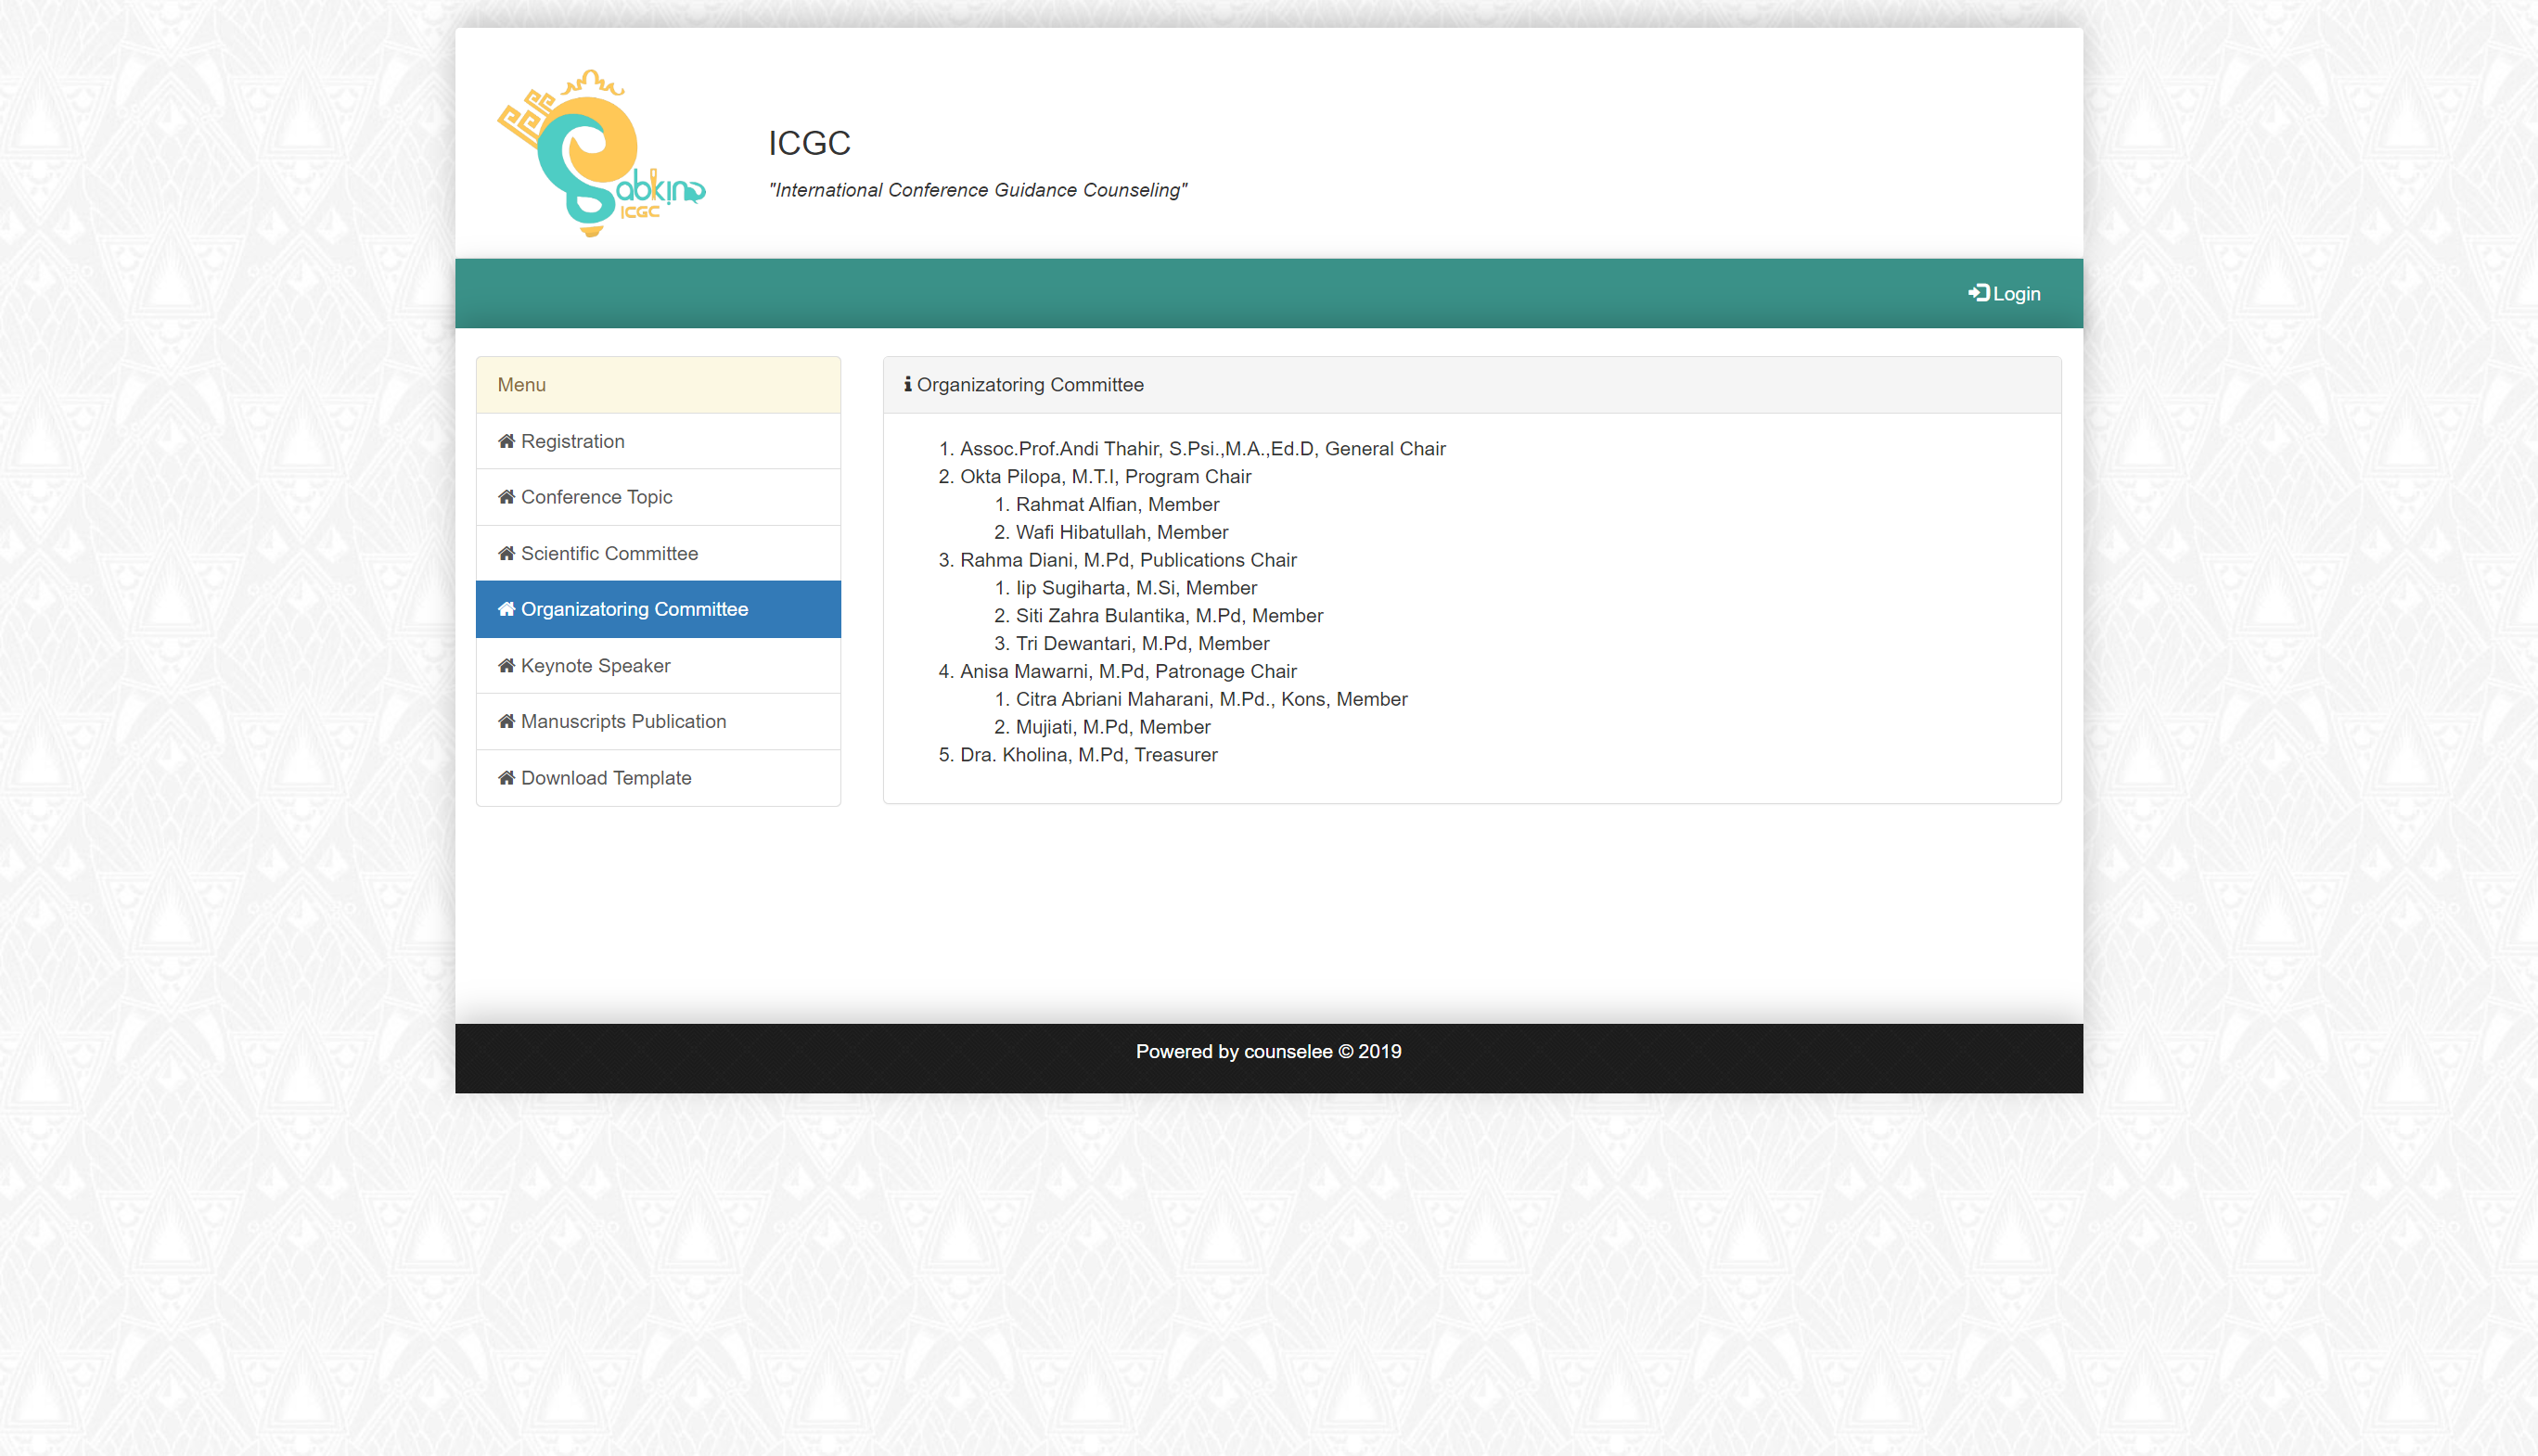 abkin
ICGC
ICGC
"International Conference Guidance Counseling"
Login
Menu
Registration
Conference Topic
Scientific Committee
Organizatoring Committee
Keynote Speaker
Manuscripts Publication
Download Template
Organizatoring Committee
1. Assoc.Prof.Andi Thahir, S.Psi.,M.A.,Ed.D, General Chair
2. Okta Pilopa, M.T.I, Program Chair
1. Rahmat Alfian, Member
2. Wafi Hibatullah, Member
3. Rahma Diani, M.Pd, Publications Chair
1. Iip Sugiharta, M.Si, Member
2. Siti Zahra Bulantika, M.Pd, Member
3. Tri Dewantari, M.Pd, Member
4. Anisa Mawarni, M.Pd, Patronage Chair
1. Citra Abriani Maharani, M.Pd., Kons, Member
2. Mujiati, M.Pd, Member
5. Dra. Kholina, M.Pd, Treasurer
Powered by counselee © 2019